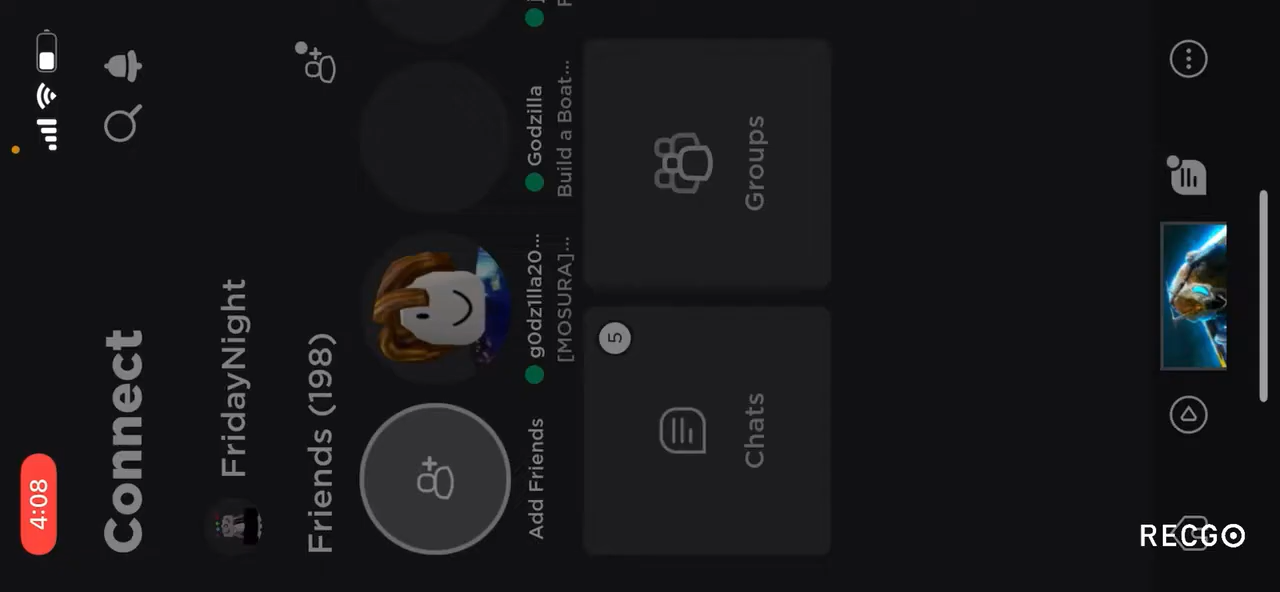 4:08
Connect
FridayNight
Friends (198)
Add Friends
g0dz1lla20...
[MOSURA]...
Godzilla
Build a Boat...
5
Chats
Groups
RECGO